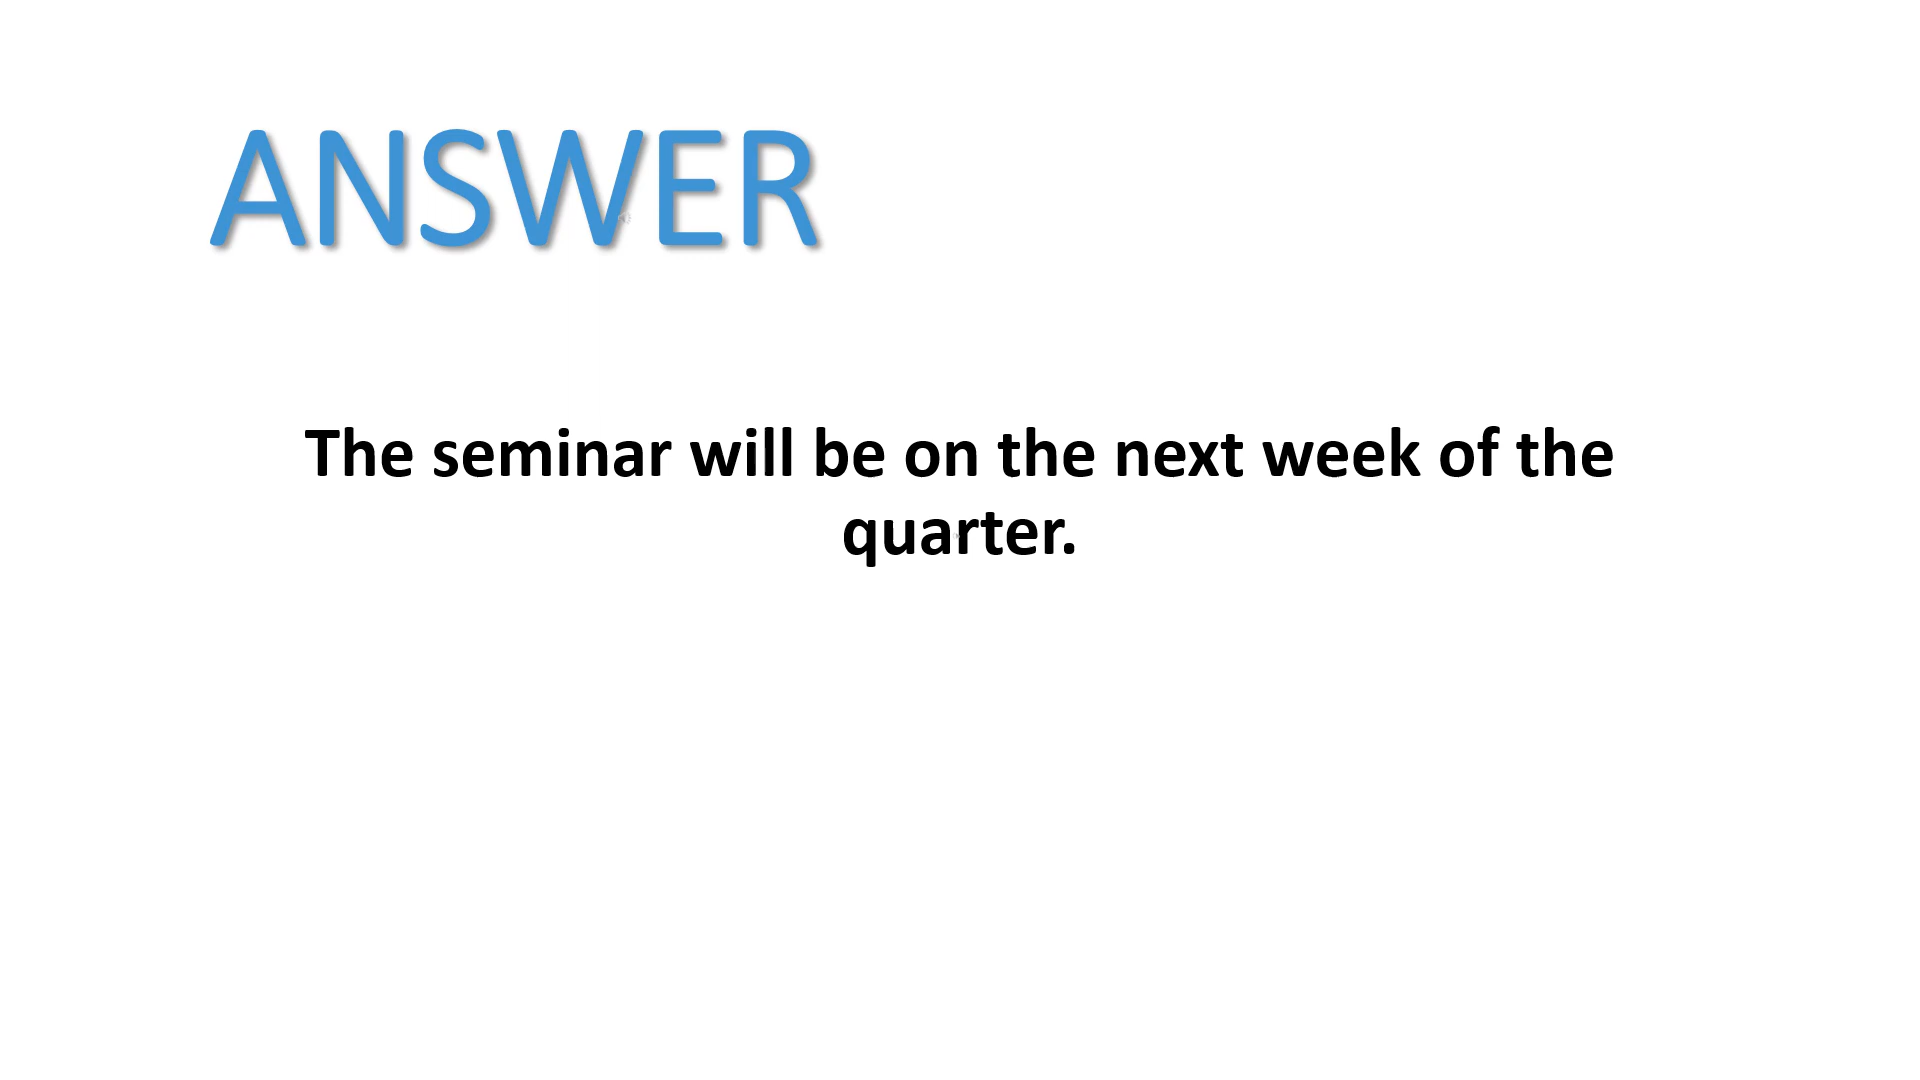 ANSWER
The seminar will be on the next week of the
quarter.